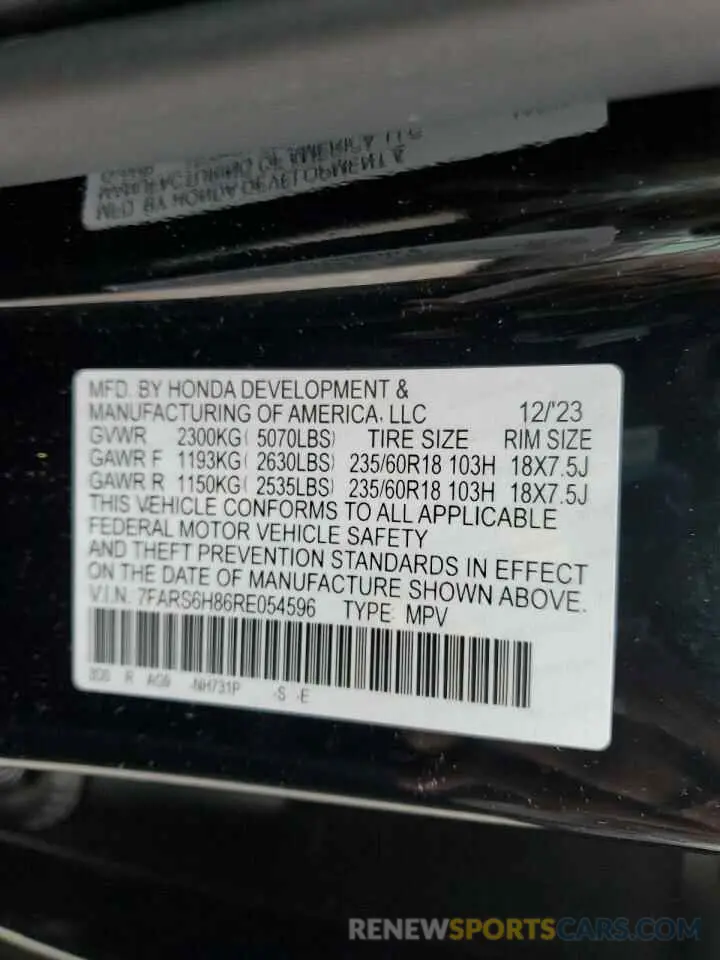 MFD. BY HONDA DEVELOPMENT &
MANUFACTURING OF AMERICA, LLC 12/'23
GVWR 2300KG( 5070LBS) TIRE SIZE RIM SIZE
GAWR F 1193KG( 2630LBS) 235/60R18 103H 18X7.5J
GAWR R 1150KG( 2535LBS) 235/60R18 103H 18X7.5J
THIS VEHICLE CONFORMS TO ALL APPLICABLE
FEDERAL MOTOR VEHICLE SAFETY
AND THEFT PREVENTION STANDARDS IN EFFECT
ON THE DATE OF MANUFACTURE SHOWN ABOVE.
V.I.N. 7FARS6H86RE054596 TYPE: MPV
R -NH731P -S -E
RENEWSPORTSCARS.COM